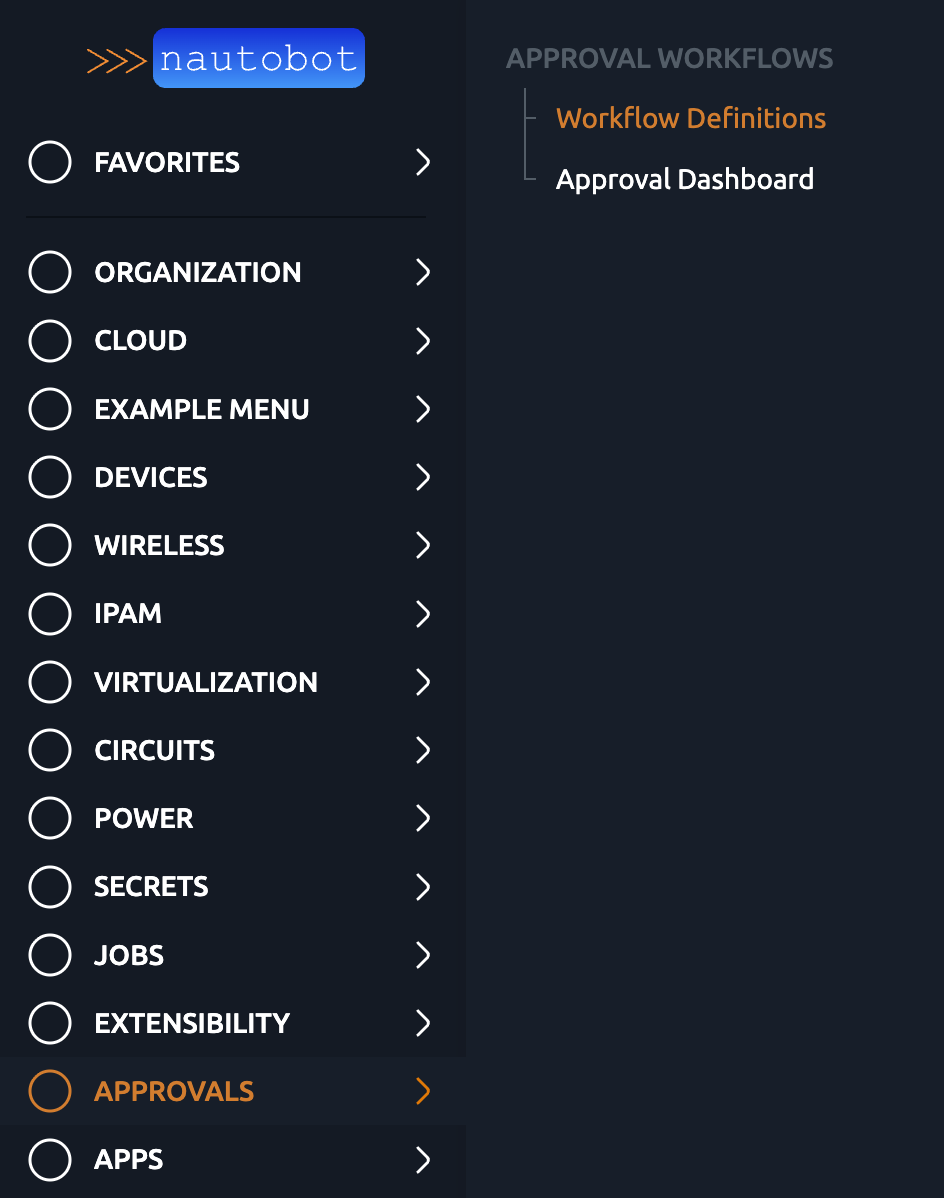 >>> nautobot
FAVORITES
ORGANIZATION
CLOUD
EXAMPLE MENU
DEVICES
WIRELESS
IPAM
VIRTUALIZATION
CIRCUITS
POWER
SECRETS
JOBS
EXTENSIBILITY
APPROVALS
APPS
APPROVAL WORKFLOWS
Workflow Definitions
Approval Dashboard